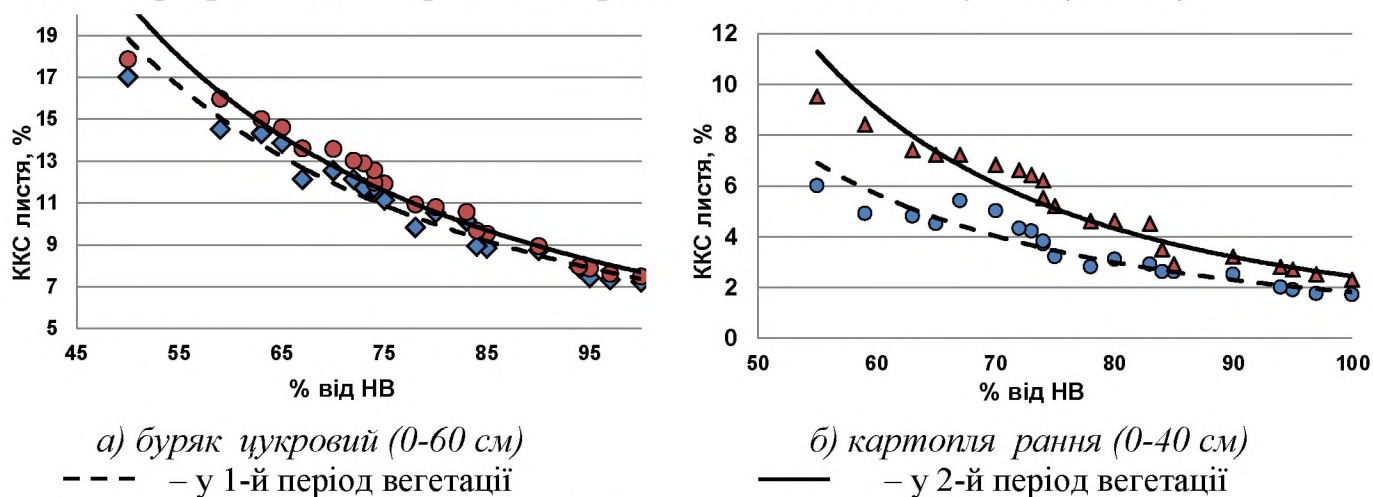 19
17
15
13
11
9
7
5
ККС листя, %
45 55 65 75 85 95
% від НВ
12
10
8
6
4
2
0
ККС листя, %
50 60 70 80 90 100
% від НВ
а) буряк цукровий (0-60 см)
б) картопля рання (0-40 см)
– у 1-й період вегетації
– у 2-й період вегетації